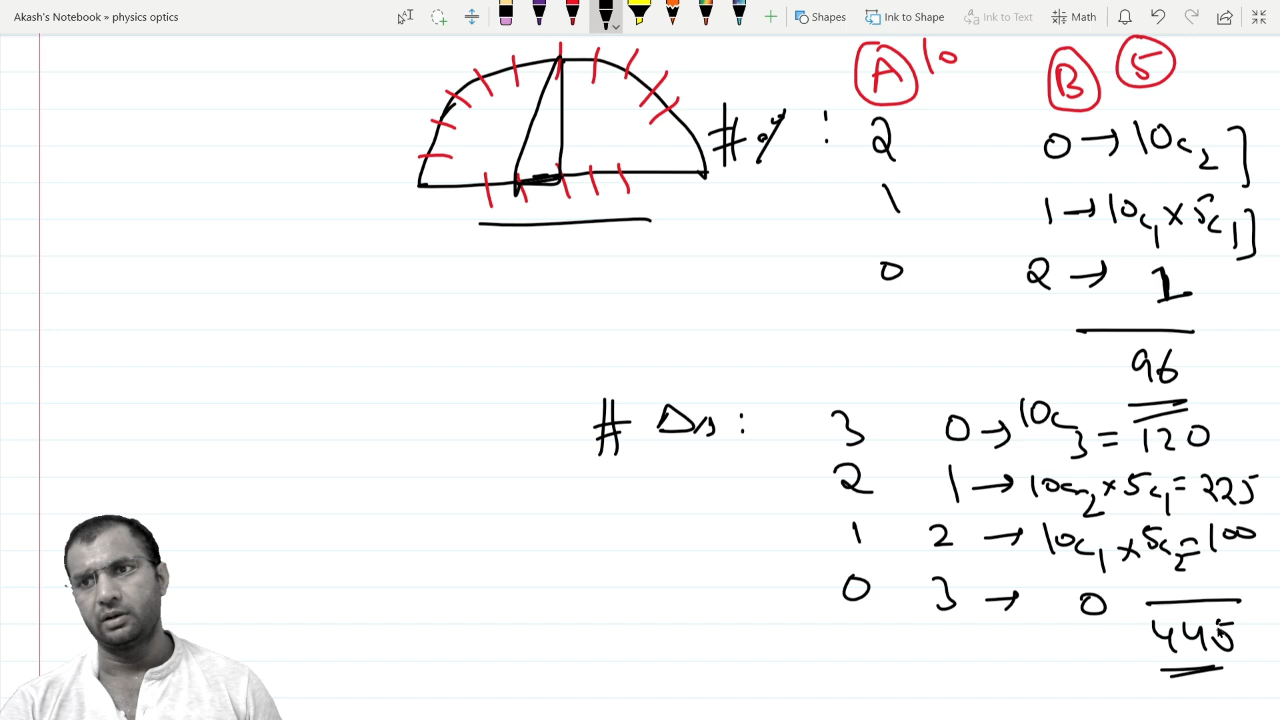 Akash's Notebook » physics optics
Shapes
Ink to Shape
Ink to Text
Math
A 10 B 5
# : 2 0 → 10c2 ]
1 1 → 10c1 × 5c1 ]
0 2 → 1
96
# Δs : 3 0 → 10c3 = 120
2 1 → 10c2 × 5c1 = 225
1 2 → 10c1 × 5c2 = 100
0 3 → 0
445